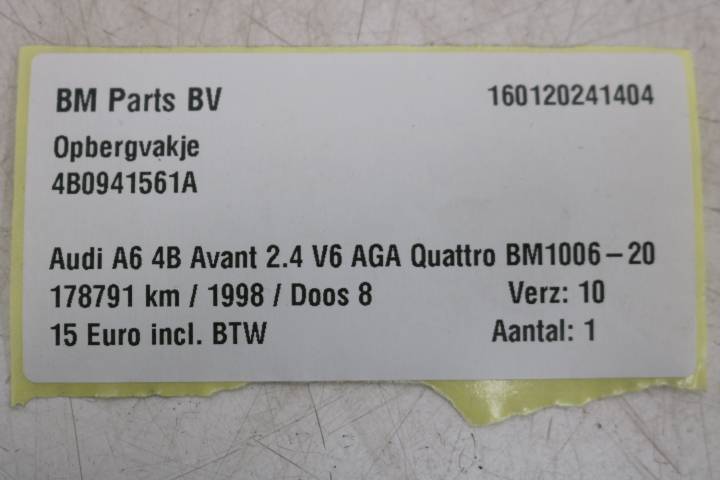 BM Parts BV 160120241404
Opbergvakje
4B0941561A
Audi A6 4B Avant 2.4 V6 AGA Quattro BM1006-20
178791 km / 1998 / Doos 8 Verz: 10
15 Euro incl. BTW Aantal: 1